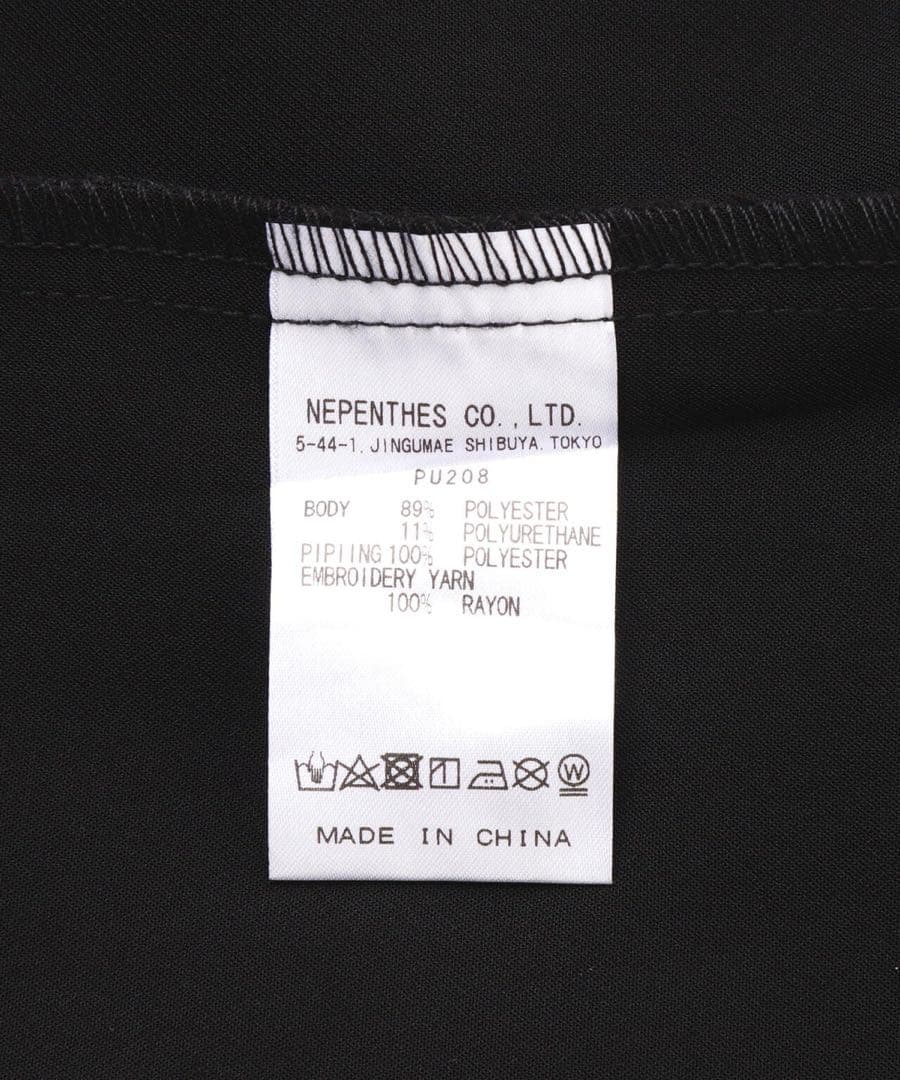 NEPENTHES CO.,LTD.
5-44-1, JINGUMAE SHIBUYA, TOKYO
PU208
BODY 89% POLYESTER
11% POLYURETHANE
PIPIING 100% POLYESTER
EMBROIDERY YARN
100% RAYON
W
MADE IN CHINA